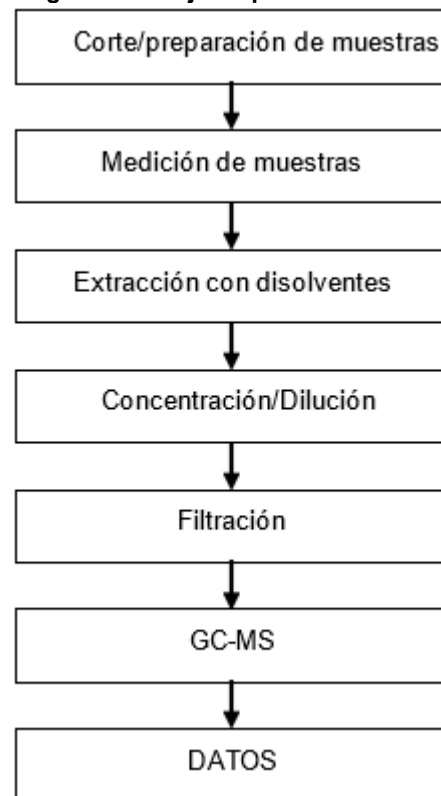 Corte/preparación de muestras
Medición de muestras
Extracción con disolventes
Concentración/Dilución
Filtración
GC-MS
DATOS